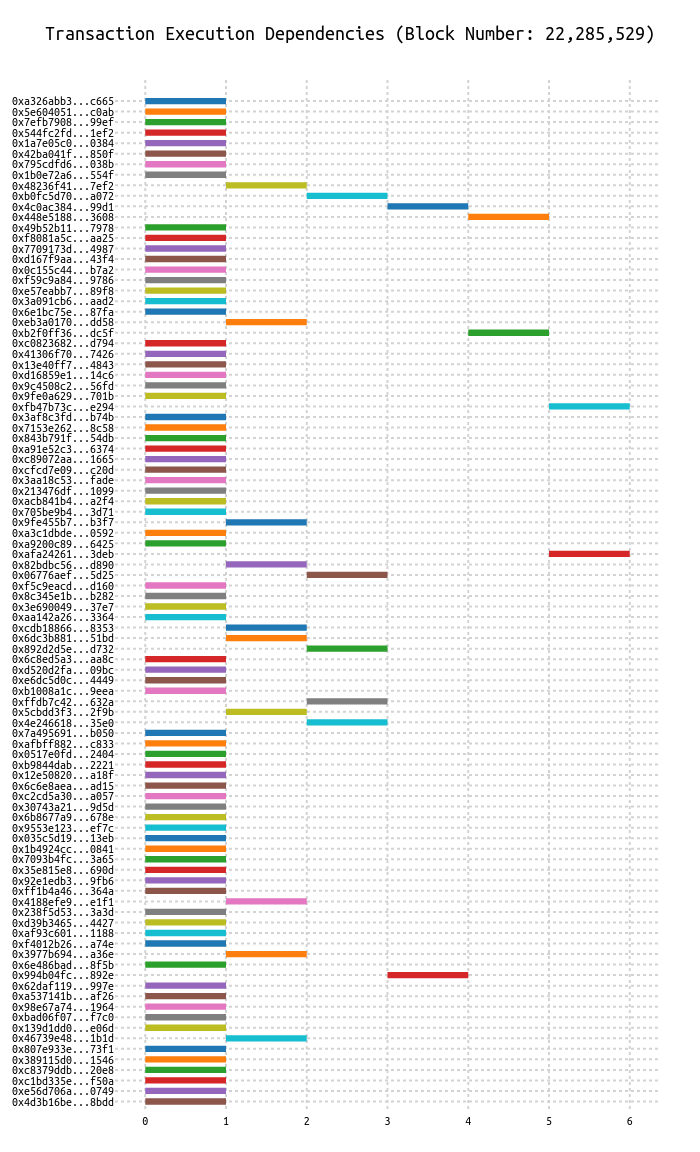 Transaction Execution Dependencies (Block Number: 22,285,529)
0xa326abb3...c665
0x5e604051...c0ab
0x7efb7908...99ef
0x544fc2fd...1ef2
0x1a7e05c0...0384
0x42ba041f...850f
0x795cdfd6...038b
0x1b0e72a6...554f
0x48236f41...7ef2
0xb0fc5d70...a072
0x4c0ac384...99d1
0x448e5188...3608
0x49b52b11...7978
0xf8081a5c...aa25
0x7709173d...4987
0xd167f9aa...43f4
0x0c155c44...b7a2
0xf59c9a84...9786
0xe57eabb7...89f8
0x3a091cb6...aad2
0x6e1bc75e...87fa
0xeb3a0170...dd58
0xb2f0ff36...dc5f
0xc0823682...d794
0x41306f70...7426
0x13e40ff7...4843
0xd16859e1...14c6
0x9c4508c2...56fd
0x9fe0a629...701b
0xfb47b73c...e294
0x3af8c3fd...b74b
0x7153e262...8c58
0x843b791f...54db
0xa91e52c3...6374
0xc89072aa...1665
0xcfcd7e09...c20d
0x3aa18c53...fade
0x213476df...1099
0xacb841b4...a2f4
0x705be9b4...3d71
0x9fe455b7...b3f7
0xa3c1dbde...0592
0xa9200c89...6425
0xafa24261...3deb
0x82bdbc56...d890
0x06776aef...5d25
0xf5c9eacd...d160
0x8c345e1b...b282
0x3e690049...37e7
0xaa142a26...3364
0xcdb18866...8353
0x6dc3b881...51bd
0x892d2d5e...d732
0x6c8ed5a3...aa8c
0xd520d2fa...09bc
0xe6dc5d0c...4449
0xb1008a1c...9eea
0xffdb7c42...632a
0x5cbdd3f3...2f9b
0x4e246618...35e0
0x7a495691...b050
0xafbff882...c833
0x0517e0fd...2404
0xb9844dab...2221
0x12e50820...a18f
0x6c6e8aea...ad15
0xc2cd5a30...a057
0x30743a21...9d5d
0x6b8677a9...678e
0x9553e123...ef7c
0x035c5d19...13eb
0x1b4924cc...0841
0x7093b4fc...3a65
0x35e815e8...690d
0x92e1edb3...9fb6
0xff1b4a46...364a
0x4188efe9...e1f1
0x238f5d53...3a3d
0xd39b3465...4427
0xaf93c601...1188
0xf4012b26...a74e
0x3977b694...a36e
0x6e486bad...8f5b
0x994b04fc...892e
0x62daf119...997e
0xa537141b...af26
0x98e67a74...1964
0xbad06f07...f7c0
0x139d1dd0...e06d
0x46739e48...1b1d
0x807e933e...73f1
0x389115d0...1546
0xc8379ddb...20e8
0xc1bd335e...f50a
0xe56d706a...0749
0x4d3b16be...8bdd
0 1 2 3 4 5 6